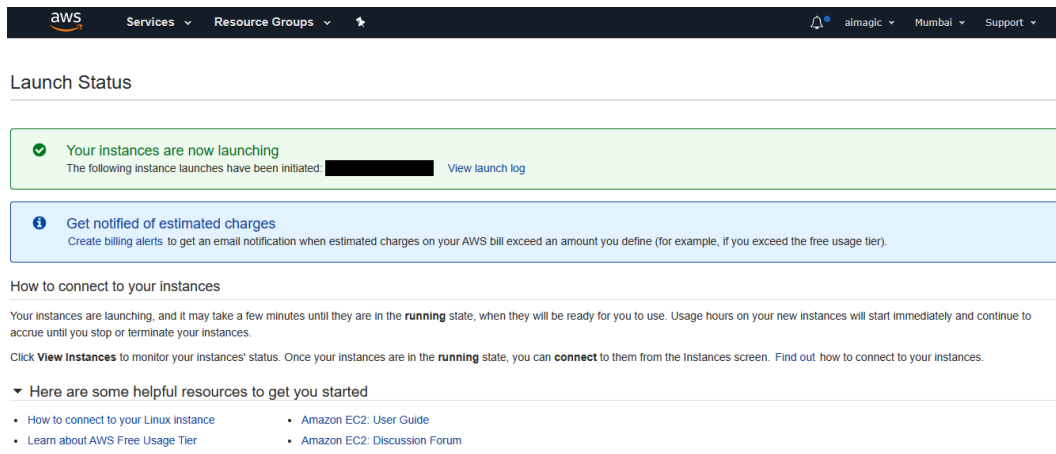 aws Services Resource Groups aimagic Mumbai Support
Launch Status
Your instances are now launching
The following instance launches have been initiated: View launch log
Get notified of estimated charges
Create billing alerts to get an email notification when estimated charges on your AWS bill exceed an amount you define (for example, if you exceed the free usage tier).
How to connect to your instances
Your instances are launching, and it may take a few minutes until they are in the running state, when they will be ready for you to use. Usage hours on your new instances will start immediately and continue to
accrue until you stop or terminate your instances.
Click View Instances to monitor your instances' status. Once your instances are in the running state, you can connect to them from the Instances screen. Find out how to connect to your instances.
Here are some helpful resources to get you started
• How to connect to your Linux instance • Amazon EC2: User Guide
• Learn about AWS Free Usage Tier • Amazon EC2: Discussion Forum